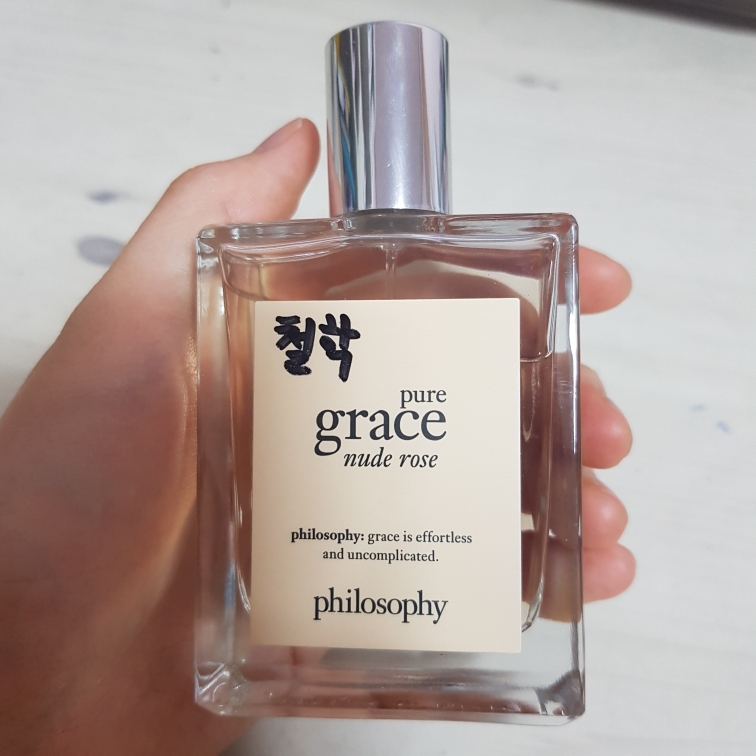 철학
pure
grace
nude rose
philosophy: grace is effortless
and uncomplicated.
philosophy